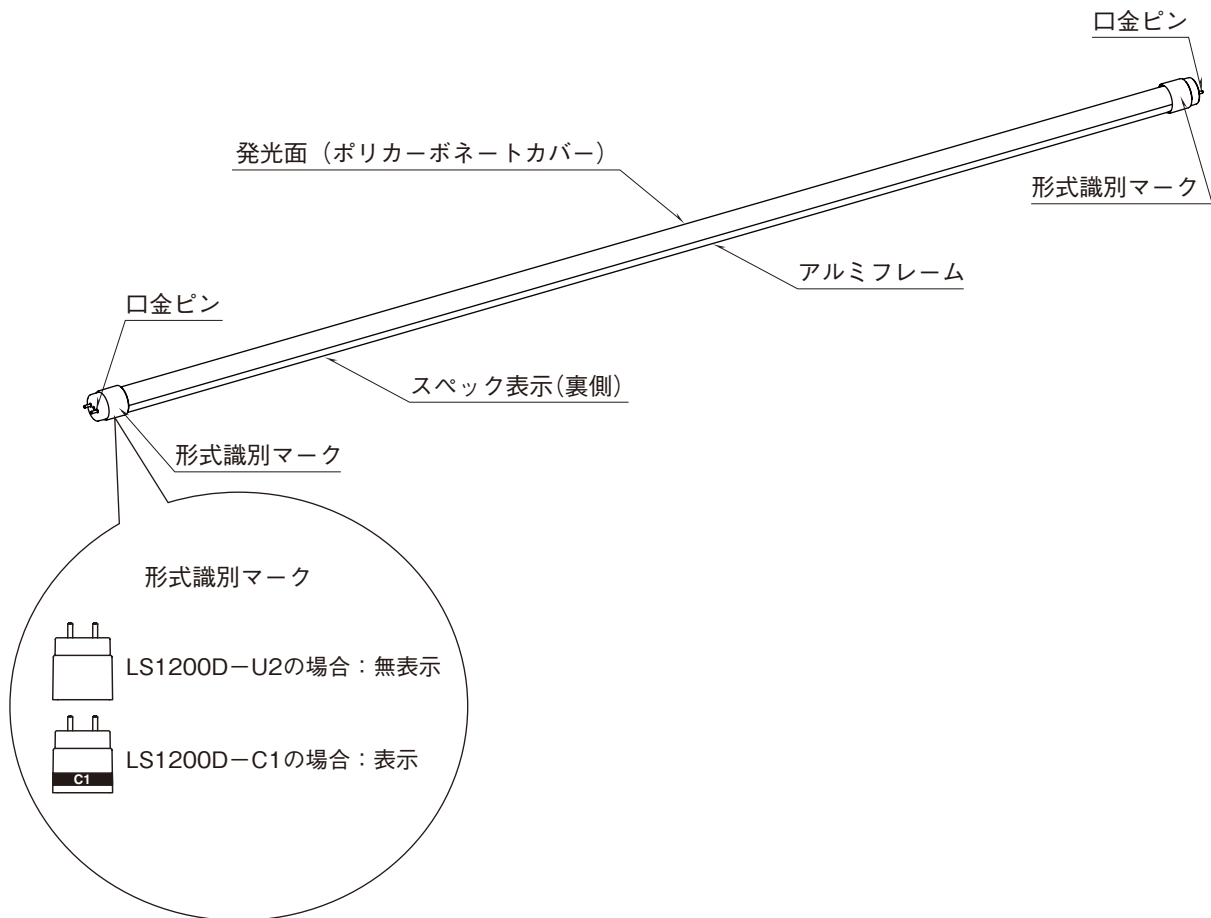 口金ピン
発光面（ポリカーボネートカバー）
形式識別マーク
アルミフレーム
口金ピン
スペック表示(裏側)
形式識別マーク
形式識別マーク
LS1200D−U2の場合：無表示
LS1200D−C1の場合：表示
C1